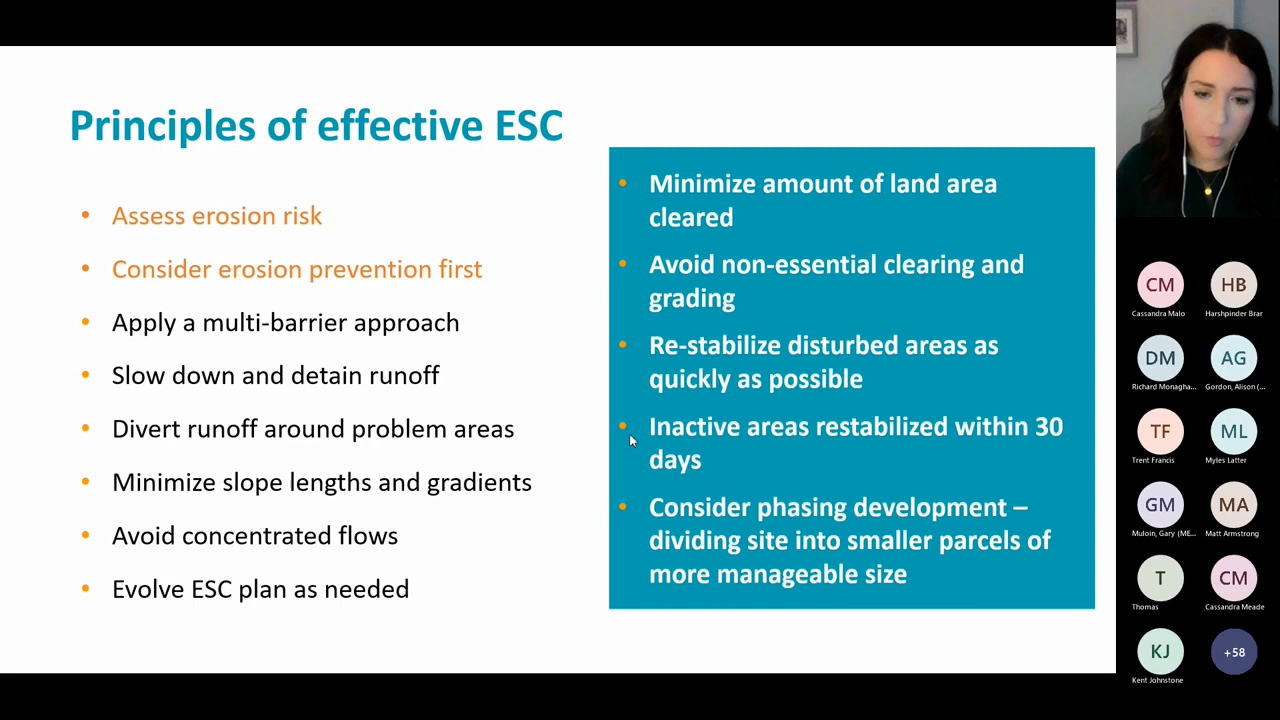 Principles of effective ESC
• Assess erosion risk
• Consider erosion prevention first
• Apply a multi-barrier approach
• Slow down and detain runoff
• Divert runoff around problem areas
• Minimize slope lengths and gradients
• Avoid concentrated flows
• Evolve ESC plan as needed
• Minimize amount of land area
cleared
• Avoid non-essential clearing and
grading
• Re-stabilize disturbed areas as
quickly as possible
• Inactive areas restabilized within 30
days
• Consider phasing development –
dividing site into smaller parcels of
more manageable size
CM
Cassandra Malo
HB
Harshpinder Brar
DM
Richard Monagha...
AG
Gordon, Alison (...
TF
Trent Francis
ML
Myles Latter
GM
Muloin, Gary (ME...
MA
Matt Armstrong
T
Thomas
CM
Cassandra Meade
KJ
Kent Johnstone
+58